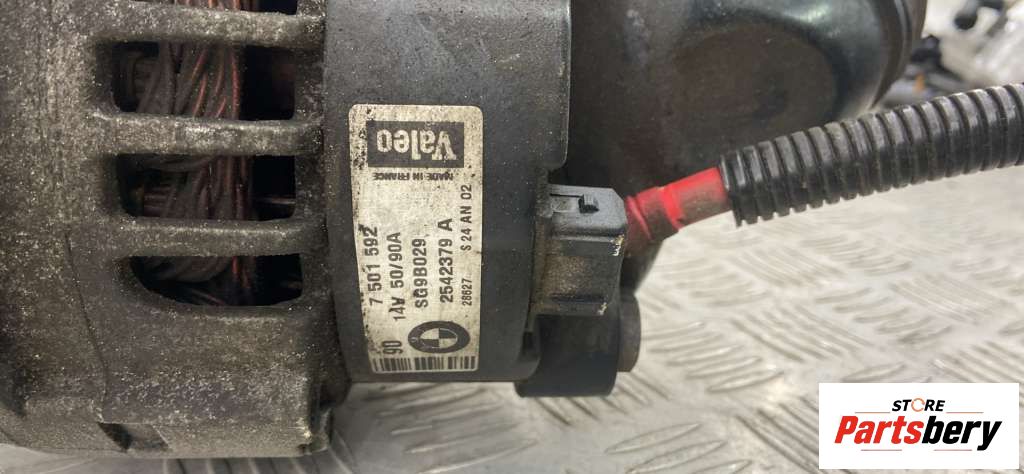 Valeo
MADE IN FRANCE
7 501 592
14V 50/90A
SG9B029
2542379 A
28627 S 24 AN 02
90
STORE
Partsbery